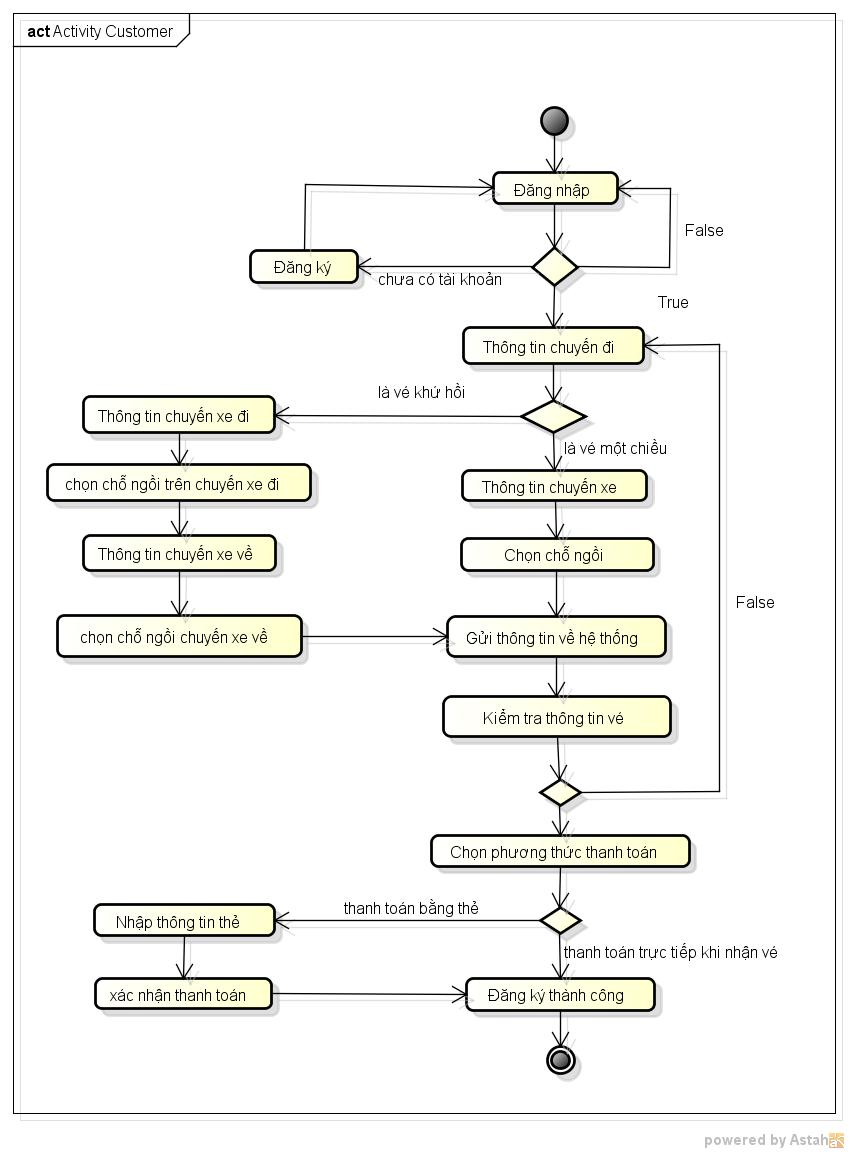 act Activity Customer
Đăng nhập
False
Đăng ký
chưa có tài khoản
True
Thông tin chuyến đi
là vé khứ hồi
Thông tin chuyến xe đi
là vé một chiều
chọn chỗ ngồi trên chuyến xe đi
Thông tin chuyến xe
Thông tin chuyến xe về
Chọn chỗ ngồi
False
chọn chỗ ngồi chuyến xe về
Gửi thông tin về hệ thống
Kiểm tra thông tin vé
Chọn phương thức thanh toán
thanh toán bằng thẻ
Nhập thông tin thẻ
thanh toán trực tiếp khi nhận vé
xác nhận thanh toán
Đăng ký thành công
powered by Astah